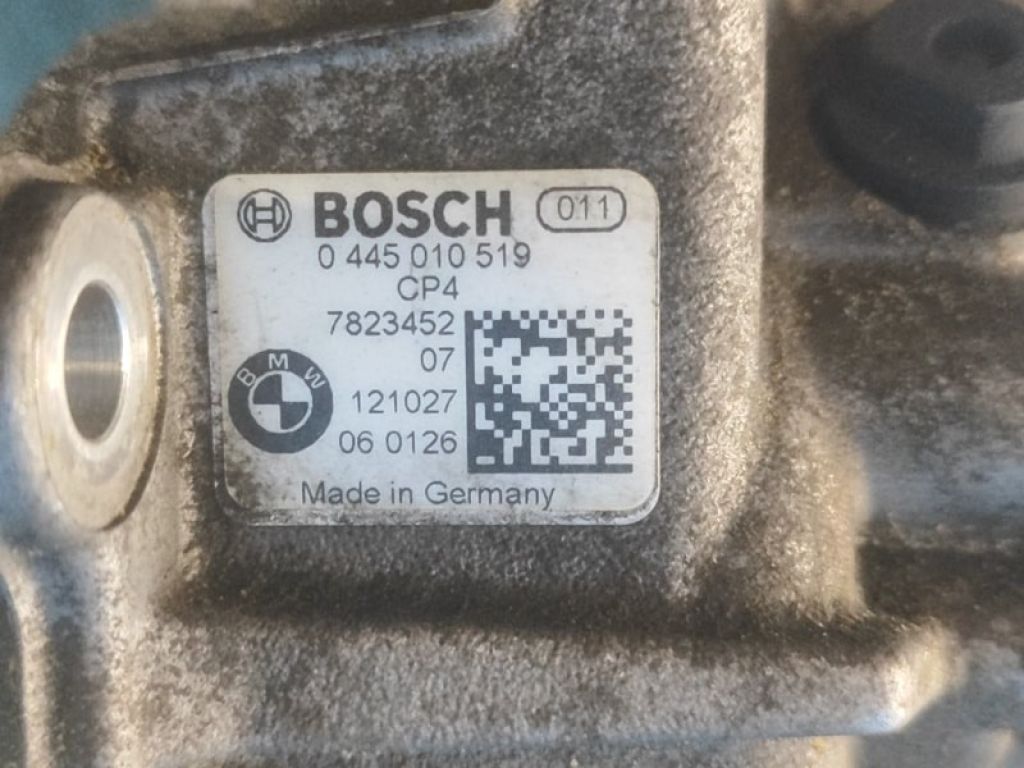 BOSCH 011
0 445 010 519
CP4
7823452
07
BMW
121027
06 0126
Made in Germany